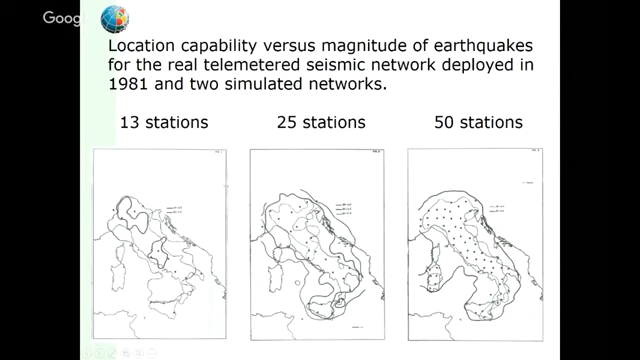 Google
Location capability versus magnitude of earthquakes
for the real telemetered seismic network deployed in
1981 and two simulated networks.
13 stations
25 stations
50 stations